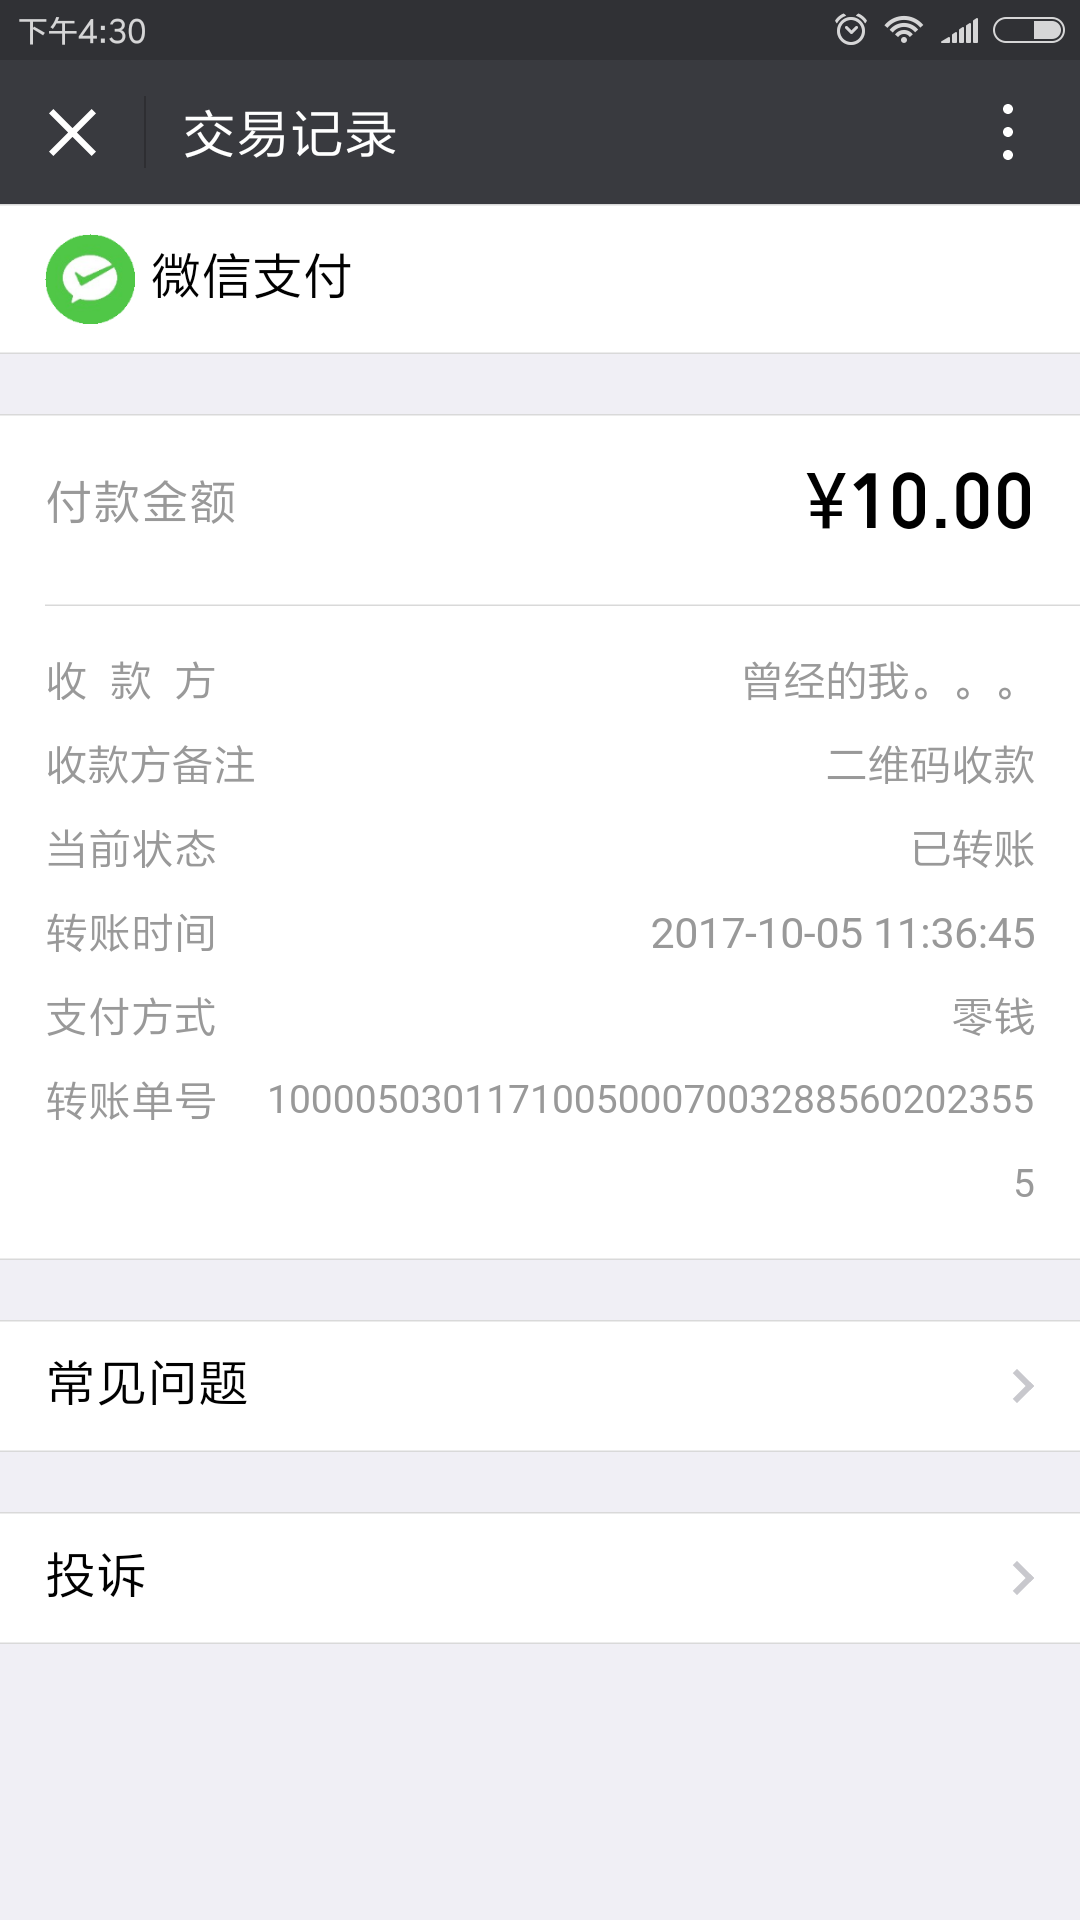 下午4:30
交易记录
微信支付
付款金额 ¥10.00
收款方 曾经的我。。。
收款方备注 二维码收款
当前状态 已转账
转账时间 2017-10-05 11:36:45
支付方式 零钱
转账单号 10000503011710050007003288560202355
5
常见问题
投诉